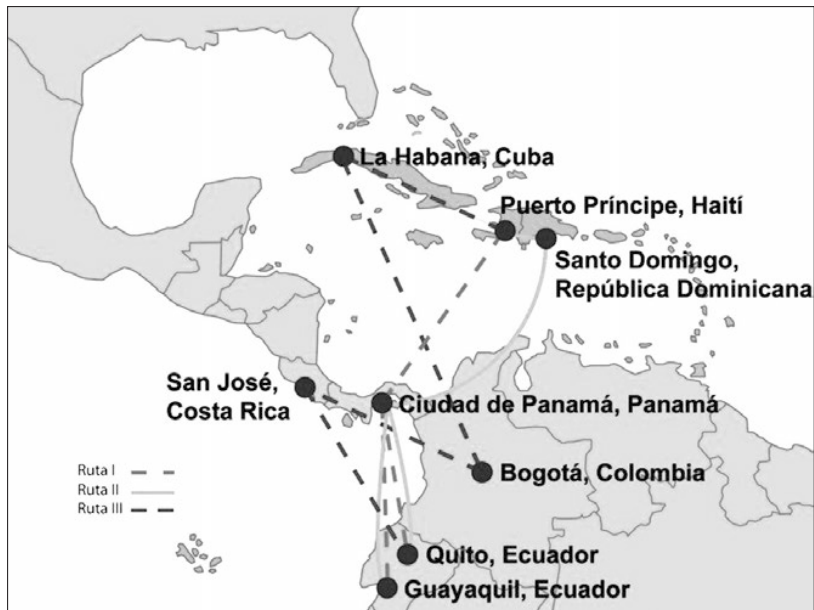 La Habana, Cuba
Puerto Príncipe, Haití
Santo Domingo,
República Dominicana
San José,
Costa Rica
Ciudad de Panamá, Panamá
Ruta I
Ruta II
Ruta III
Bogotá, Colombia
Quito, Ecuador
Guayaquil, Ecuador